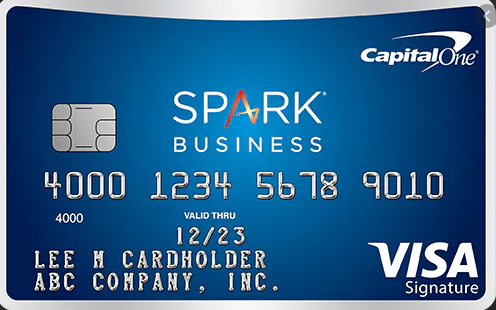 Capital One®
SPARK®
BUSINESS
4000 1234 5678 9010
4000
VALID THRU
12/23
LEE M CARDHOLDER
ABC COMPANY, INC.
VISA
Signature